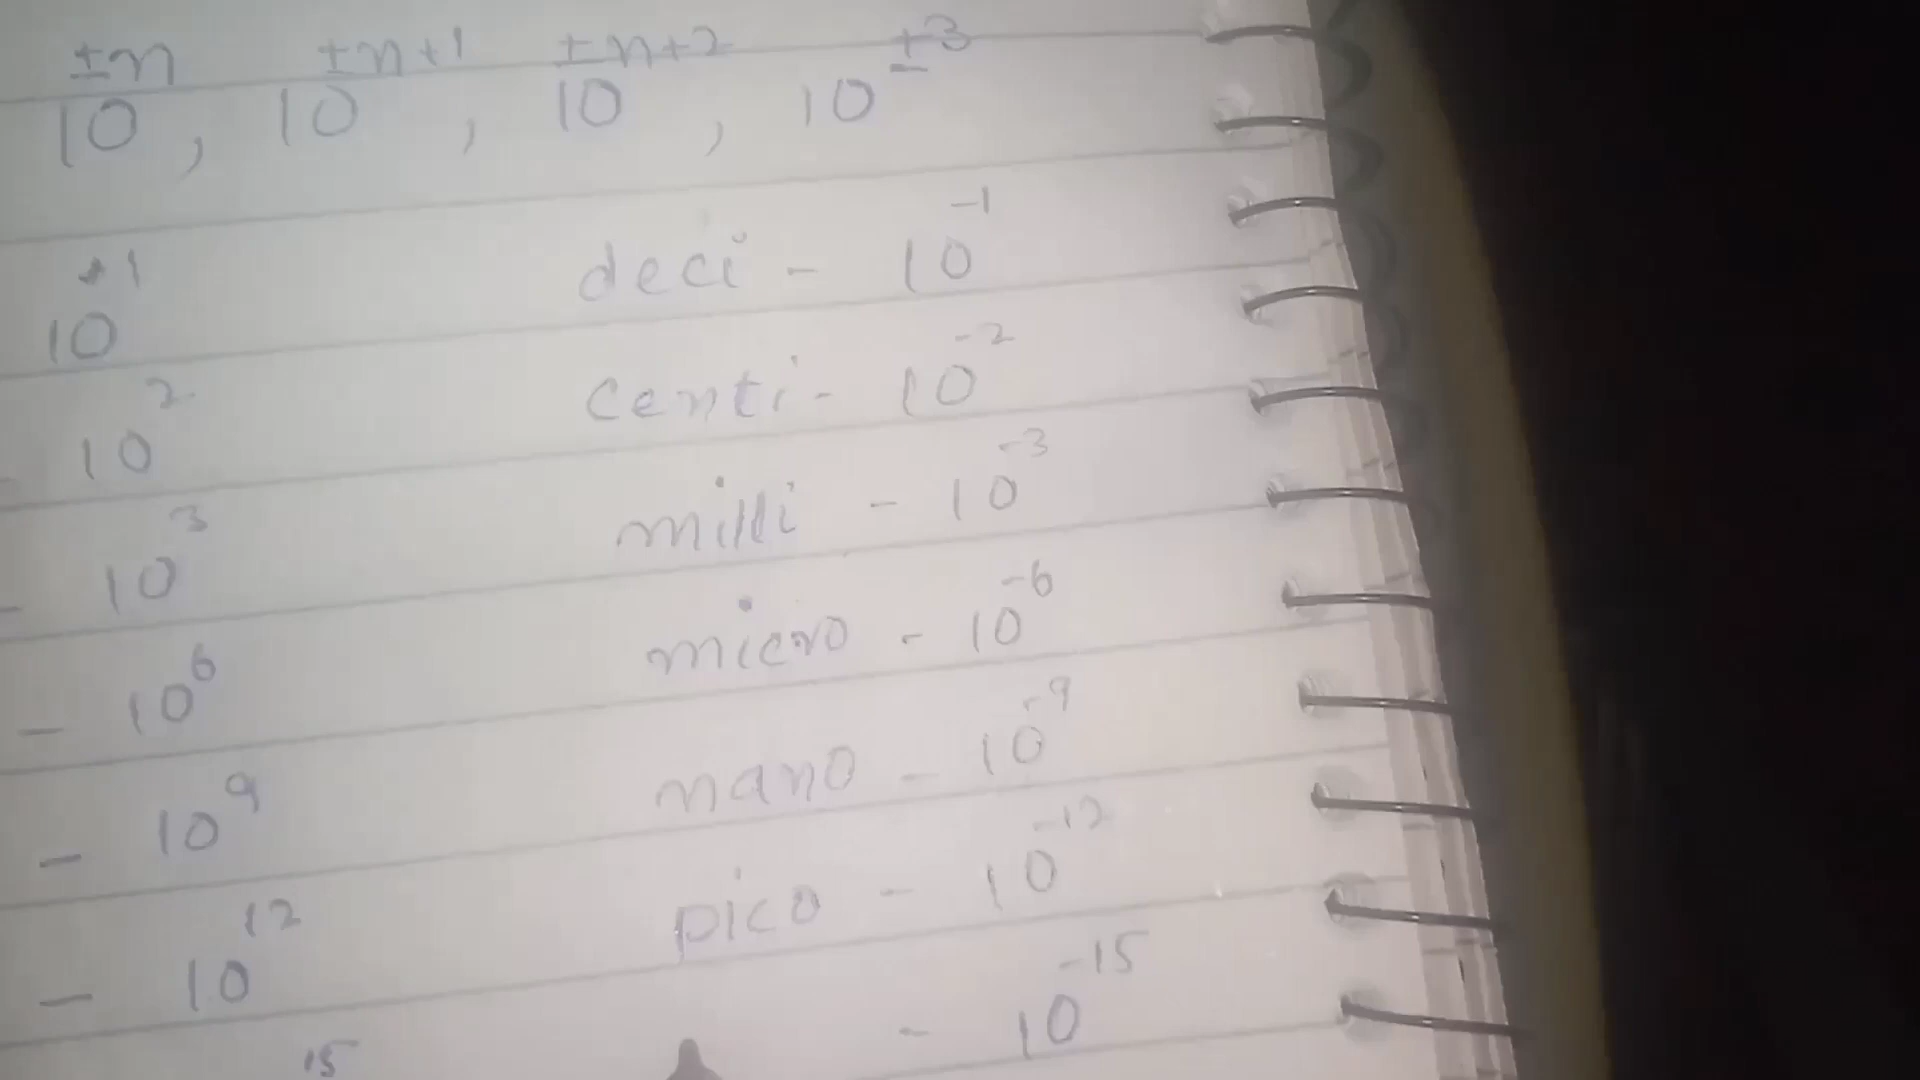 10^±n, 10^±n+1, 10^±n+2, 10^±3
10^+1 deci - 10^-1
- 10^2 centi - 10^-2
- 10^3 milli - 10^-3
- 10^6 micro - 10^-6
- 10^9 nano - 10^-9
- 10^12 pico - 10^-12
15 - 10^-15